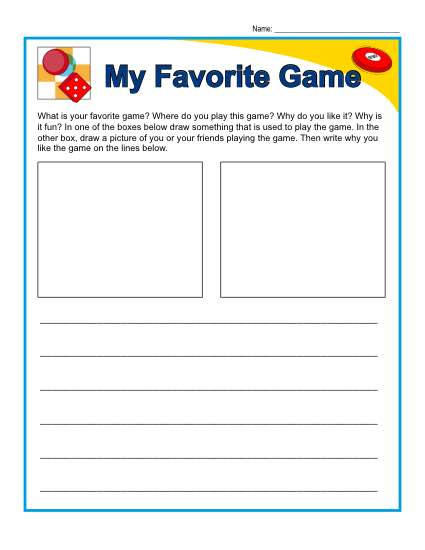 Name:
My Favorite Game
What is your favorite game? Where do you play this game? Why do you like it? Why is
it fun? In one of the boxes below draw something that is used to play the game. In the
other box, draw a picture of you or your friends playing the game. Then write why you
like the game on the lines below.